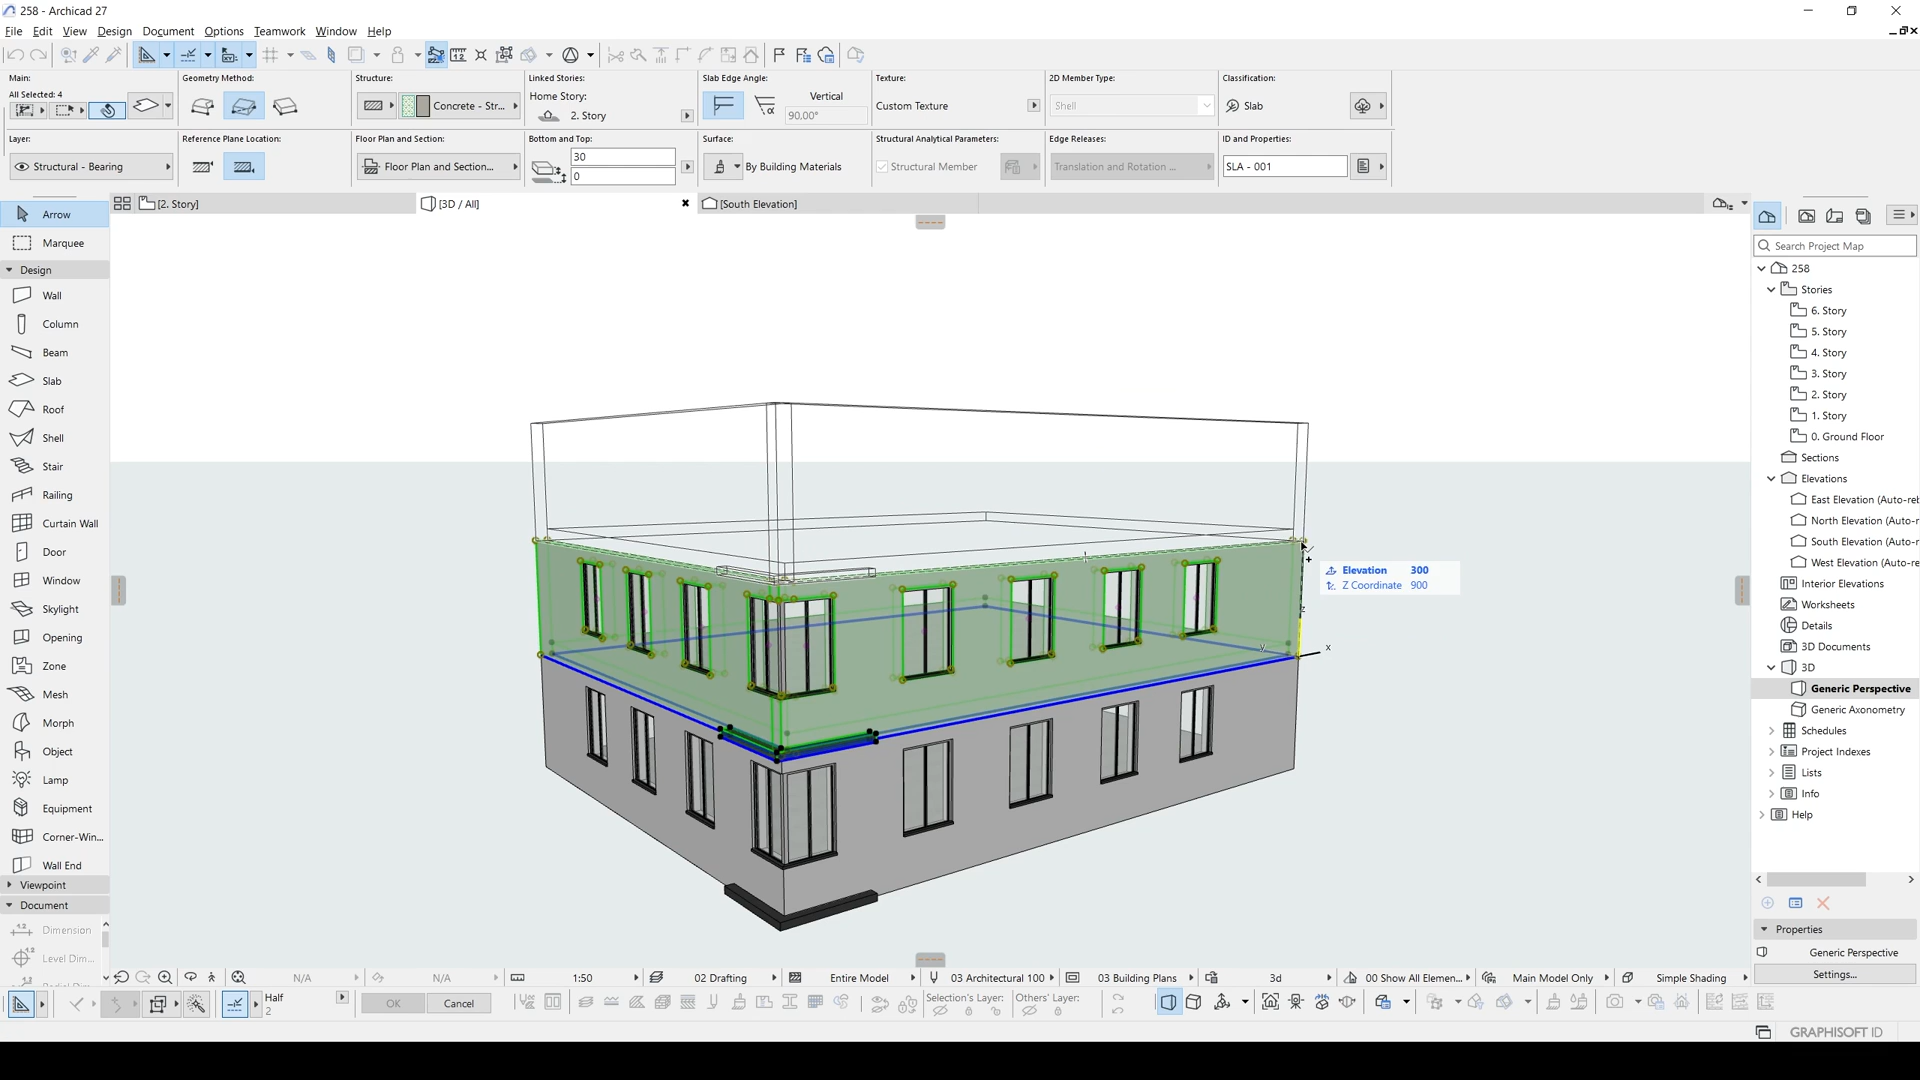 258 - Archicad 27
File Edit View Design Document Options Teamwork Window Help
Main: Geometry Method: Structure: Linked Stories: Slab Edge Angle: Texture: 2D Member Type: Classification:
All Selected: 4
Home Story: Vertical
Concrete - Str... Custom Texture Shell Slab
2. Story 90,00°
Layer: Reference Plane Location: Floor Plan and Section: Bottom and Top: Surface: Structural Analytical Parameters: Edge Releases: ID and Properties:
30
Structural - Bearing Floor Plan and Section... By Building Materials Structural Member Translation and Rotation ... SLA - 001
0
[2. Story] [3D / All] [South Elevation]
Arrow
Marquee
Design
Wall
Column
Beam
Slab
Roof
Shell
Stair
Railing
Curtain Wall
Door
Window
Skylight
Opening
Zone
Mesh
Morph
Object
Lamp
Equipment
Corner-Win...
Wall End
Viewpoint
Document
Dimension
Level Dim...
Elevation 300
Z Coordinate 900
z
y
x
Search Project Map
258
Stories
6. Story
5. Story
4. Story
3. Story
2. Story
1. Story
0. Ground Floor
Sections
Elevations
East Elevation (Auto-reb
North Elevation (Auto-r
South Elevation (Auto-r
West Elevation (Auto-re
Interior Elevations
Worksheets
Details
3D Documents
3D
Generic Perspective
Generic Axonometry
Schedules
Project Indexes
Lists
Info
Help
Properties
Generic Perspective
Settings...
N/A N/A 1:50 02 Drafting Entire Model 03 Architectural 100 03 Building Plans 3d 00 Show All Elemen... Main Model Only Simple Shading
Half
2
OK Cancel
Selection's Layer: Others' Layer:
GRAPHISOFT ID